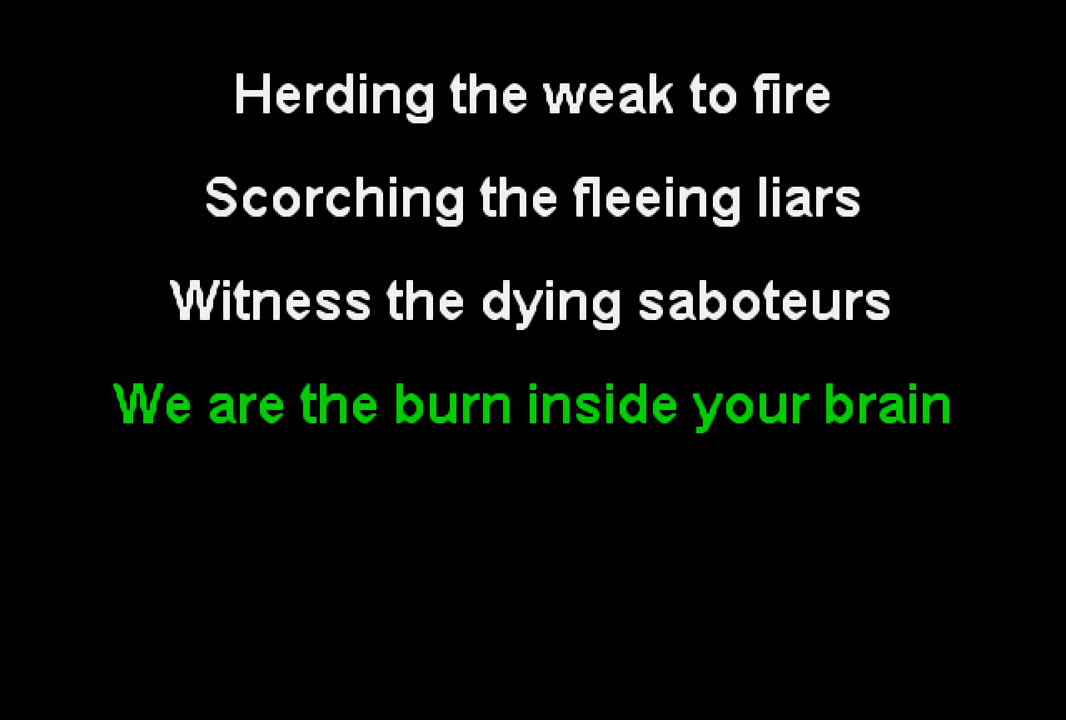 Herding the weak to fire
Scorching the fleeing liars
Witness the dying saboteurs
We are the burn inside your brain